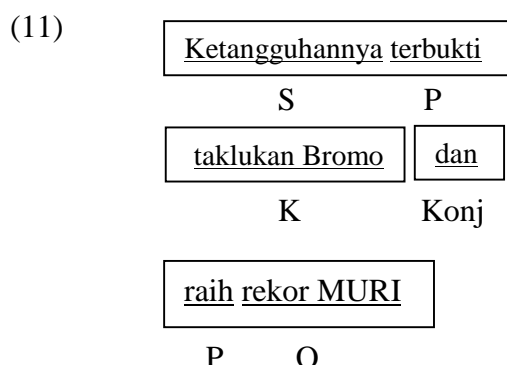 (11)
Ketangguhannya terbukti
S P
taklukan Bromo dan
K Konj
raih rekor MURI
P O